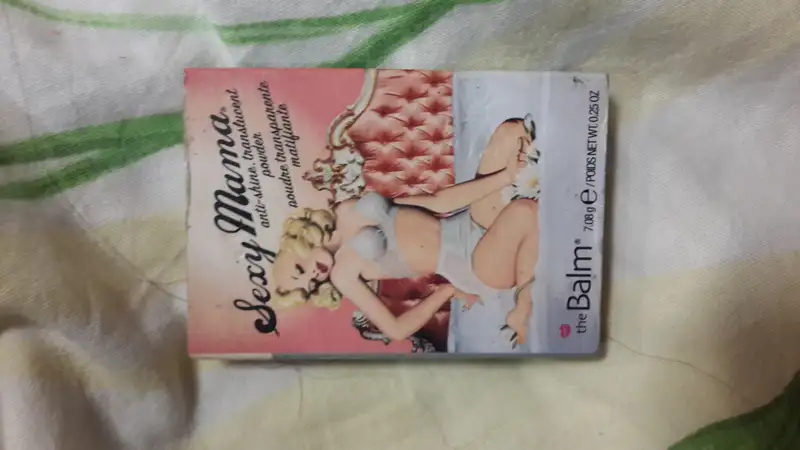 Sexy Mama®
anti-shine, translucent
powder
poudre transparente
matifiante
the Balm®
7.08 g ℮ / POIDS NET WT. 0.25 OZ